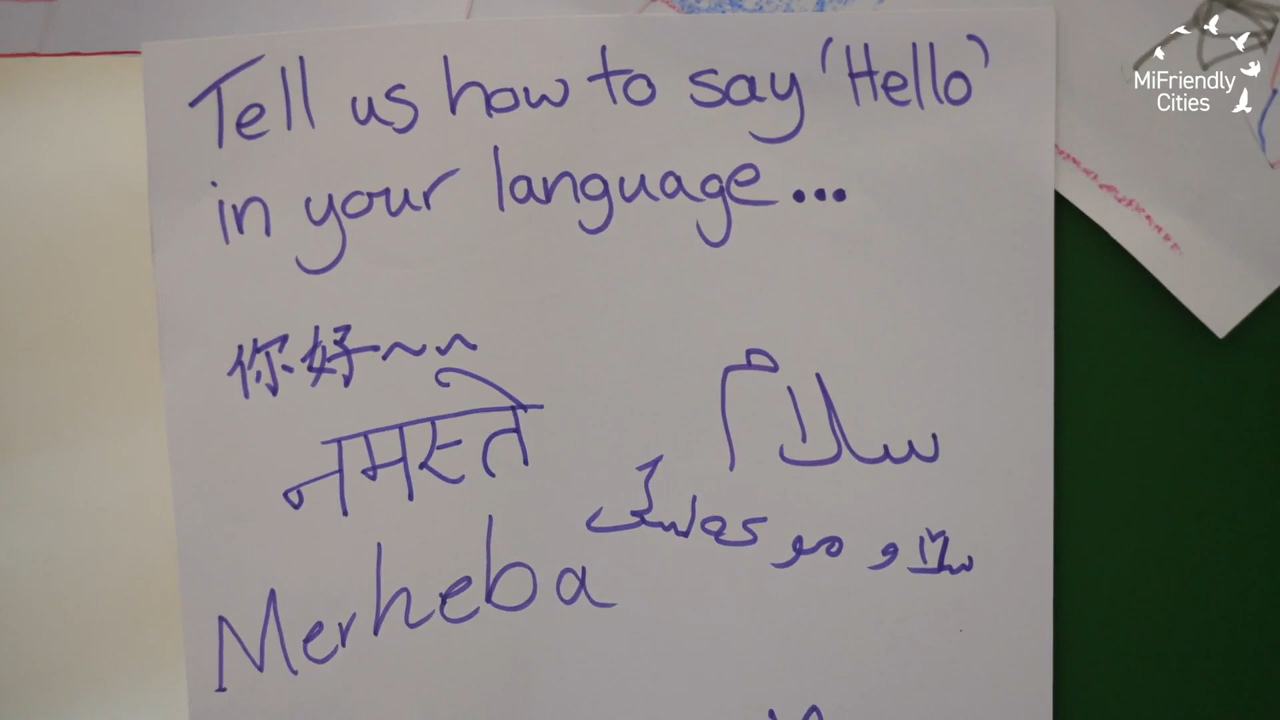 Tell us how to say 'Hello'
in your language...
你好~~
नमस्ते
سلام
Merheba
MiFriendly
Cities